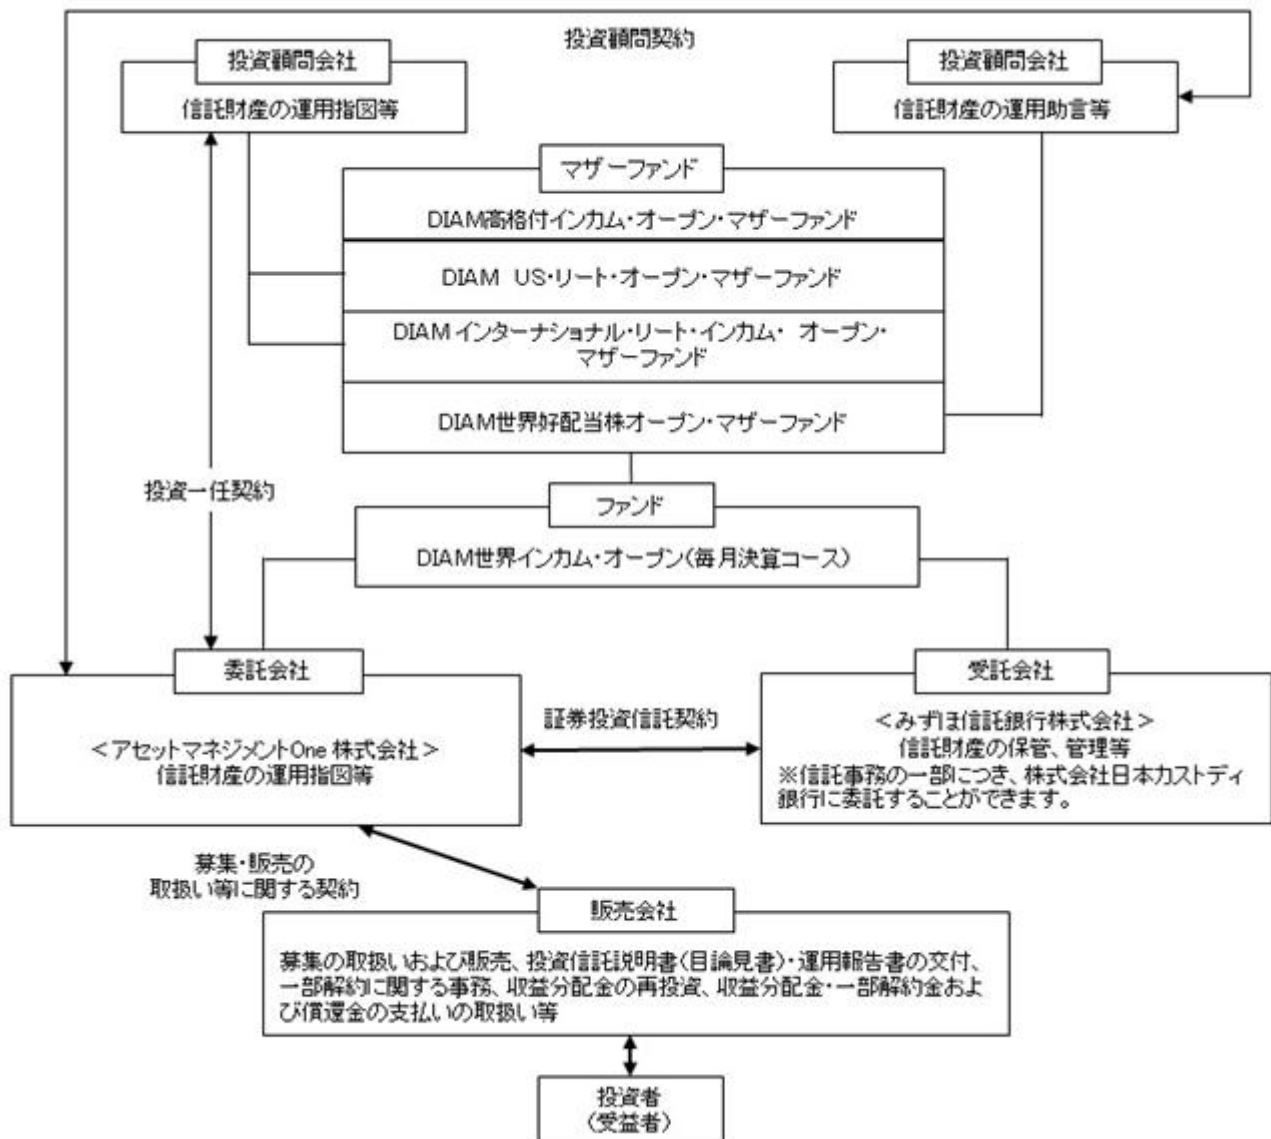 投資顧問契約
投資顧問会社
信託財産の運用指図等
投資顧問会社
信託財産の運用助言等
マザーファンド
DIAM高格付インカム・オープン・マザーファンド
DIAM US・リート・オープン・マザーファンド
DIAM インターナショナル・リート・インカム・ オープン・
マザーファンド
DIAM世界好配当株オープン・マザーファンド
投資一任契約
ファンド
DIAM世界インカム・オープン(毎月決算コース)
委託会社
<アセットマネジメントOne 株式会社>
信託財産の運用指図等
証券投資信託契約
受託会社
<みずほ信託銀行株式会社>
信託財産の保管、管理等
※信託事務の一部につき、株式会社日本カストディ
銀行に委託することができます。
募集・販売の
取扱い等に関する契約
販売会社
募集の取扱いおよび販売、投資信託説明書(目論見書)・運用報告書の交付、
一部解約に関する事務、収益分配金の再投資、収益分配金・一部解約金およ
び償還金の支払いの取扱い等
投資者
(受益者)